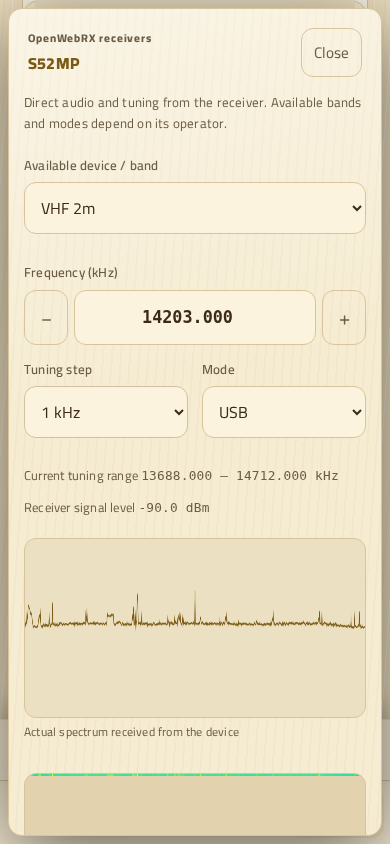 OpenWebRX receivers
S52MP
Close
Direct audio and tuning from the receiver. Available bands
and modes depend on its operator.
Available device / band
VHF 2m
Frequency (kHz)
−
14203.000
+
Tuning step
Mode
1 kHz
USB
Current tuning range 13688.000 — 14712.000 kHz
Receiver signal level -90.0 dBm
Actual spectrum received from the device